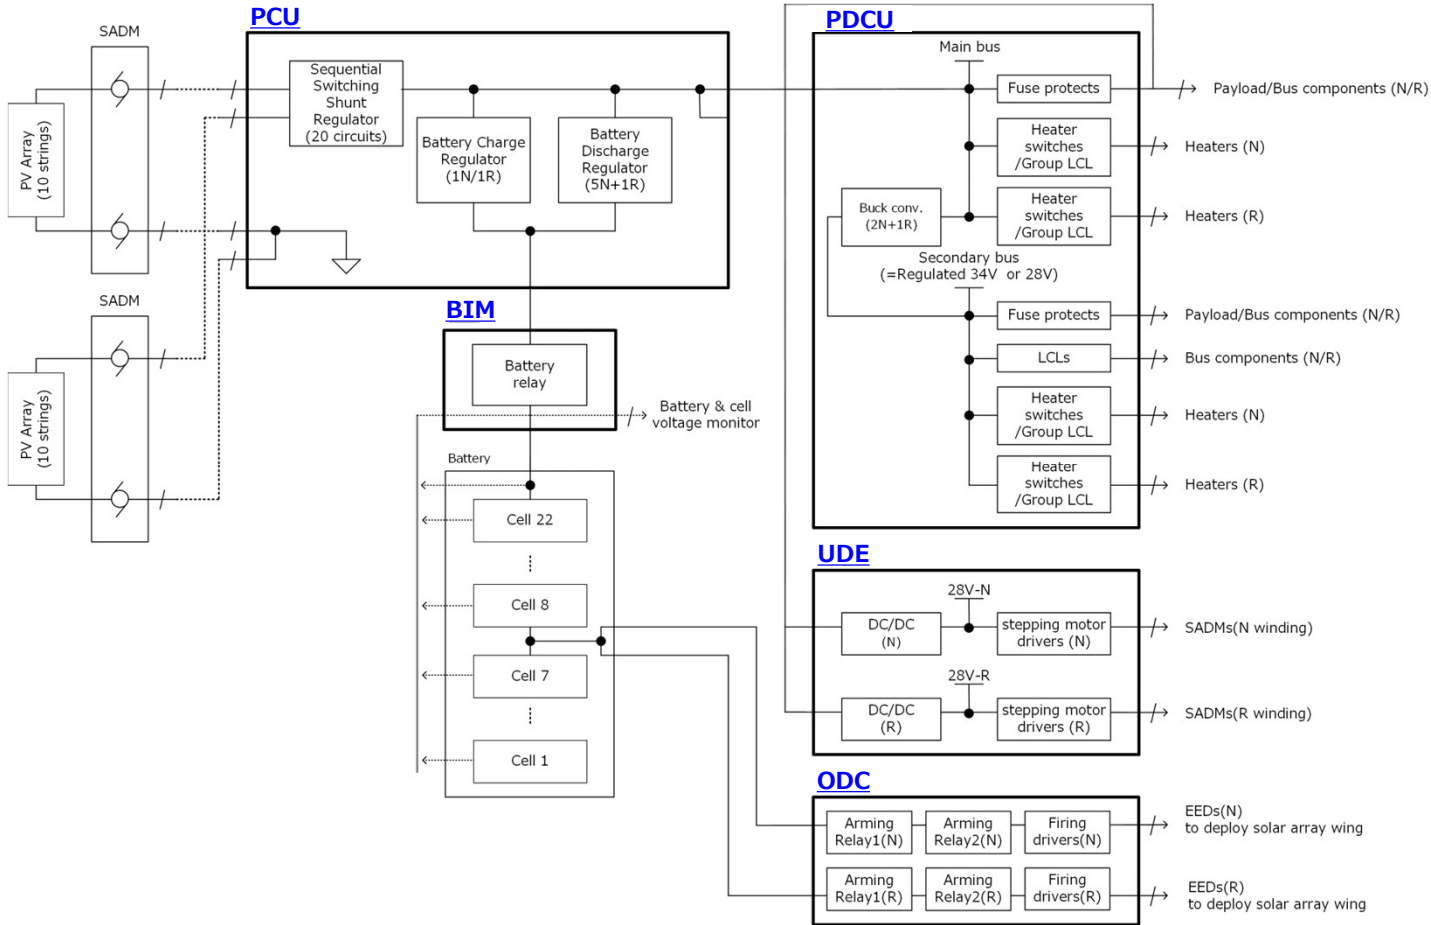 PCU
SADM
PV Array
(10 strings)
Sequential
Switching
Shunt
Regulator
(20 circuits)
Battery Charge
Regulator
(1N/1R)
Battery
Discharge
Regulator
(5N+1R)
SADM
PV Array
(10 strings)
BIM
Battery
relay
Battery & cell
voltage monitor
Battery
Cell 22
Cell 8
Cell 7
Cell 1
PDCU
Main bus
Fuse protects
Payload/Bus components (N/R)
Heater
switches
/Group LCL
Heaters (N)
Buck conv.
(2N+1R)
Heater
switches
/Group LCL
Heaters (R)
Secondary bus
(=Regulated 34V or 28V)
Fuse protects
Payload/Bus components (N/R)
LCLs
Bus components (N/R)
Heater
switches
/Group LCL
Heaters (N)
Heater
switches
/Group LCL
Heaters (R)
UDE
28V-N
DC/DC
(N)
stepping motor
drivers (N)
SADMs(N winding)
28V-R
DC/DC
(R)
stepping motor
drivers (R)
SADMs(R winding)
ODC
Arming
Relay1(N)
Arming
Relay2(N)
Firing
drivers(N)
EEDs(N)
to deploy solar array wing
Arming
Relay1(R)
Arming
Relay2(R)
Firing
drivers(R)
EEDs(R)
to deploy solar array wing